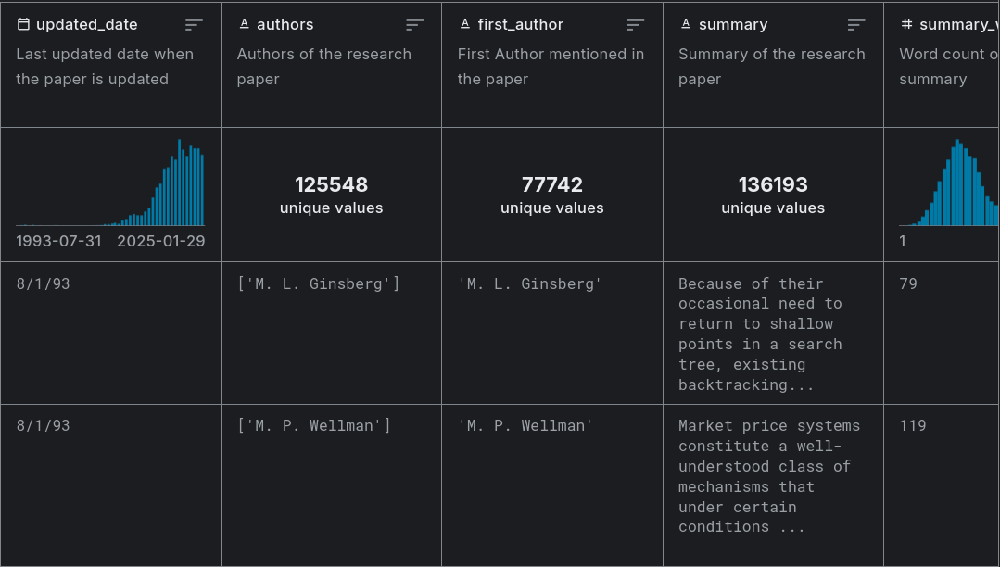 updated_date
Last updated date when
the paper is updated
authors
Authors of the research
paper
first_author
First Author mentioned in
the paper
summary
Summary of the research
paper
summary_
Word count o
summary
1993-07-31 2025-01-29
125548
unique values
77742
unique values
136193
unique values
1
8/1/93
['M. L. Ginsberg']
'M. L. Ginsberg'
Because of their
occasional need to
return to shallow
points in a search
tree, existing
backtracking...
79
8/1/93
['M. P. Wellman']
'M. P. Wellman'
Market price systems
constitute a well-
understood class of
mechanisms that
under certain
conditions ...
119